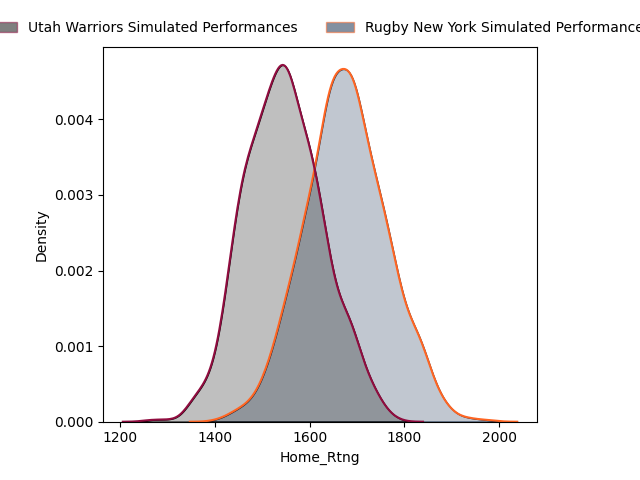 Utah Warriors Simulated Performances Rugby New York Simulated Performance
0.004
0.003
0.002
0.001
0.000
Density
1200 1400 1600 1800 2000
Home_Rtng